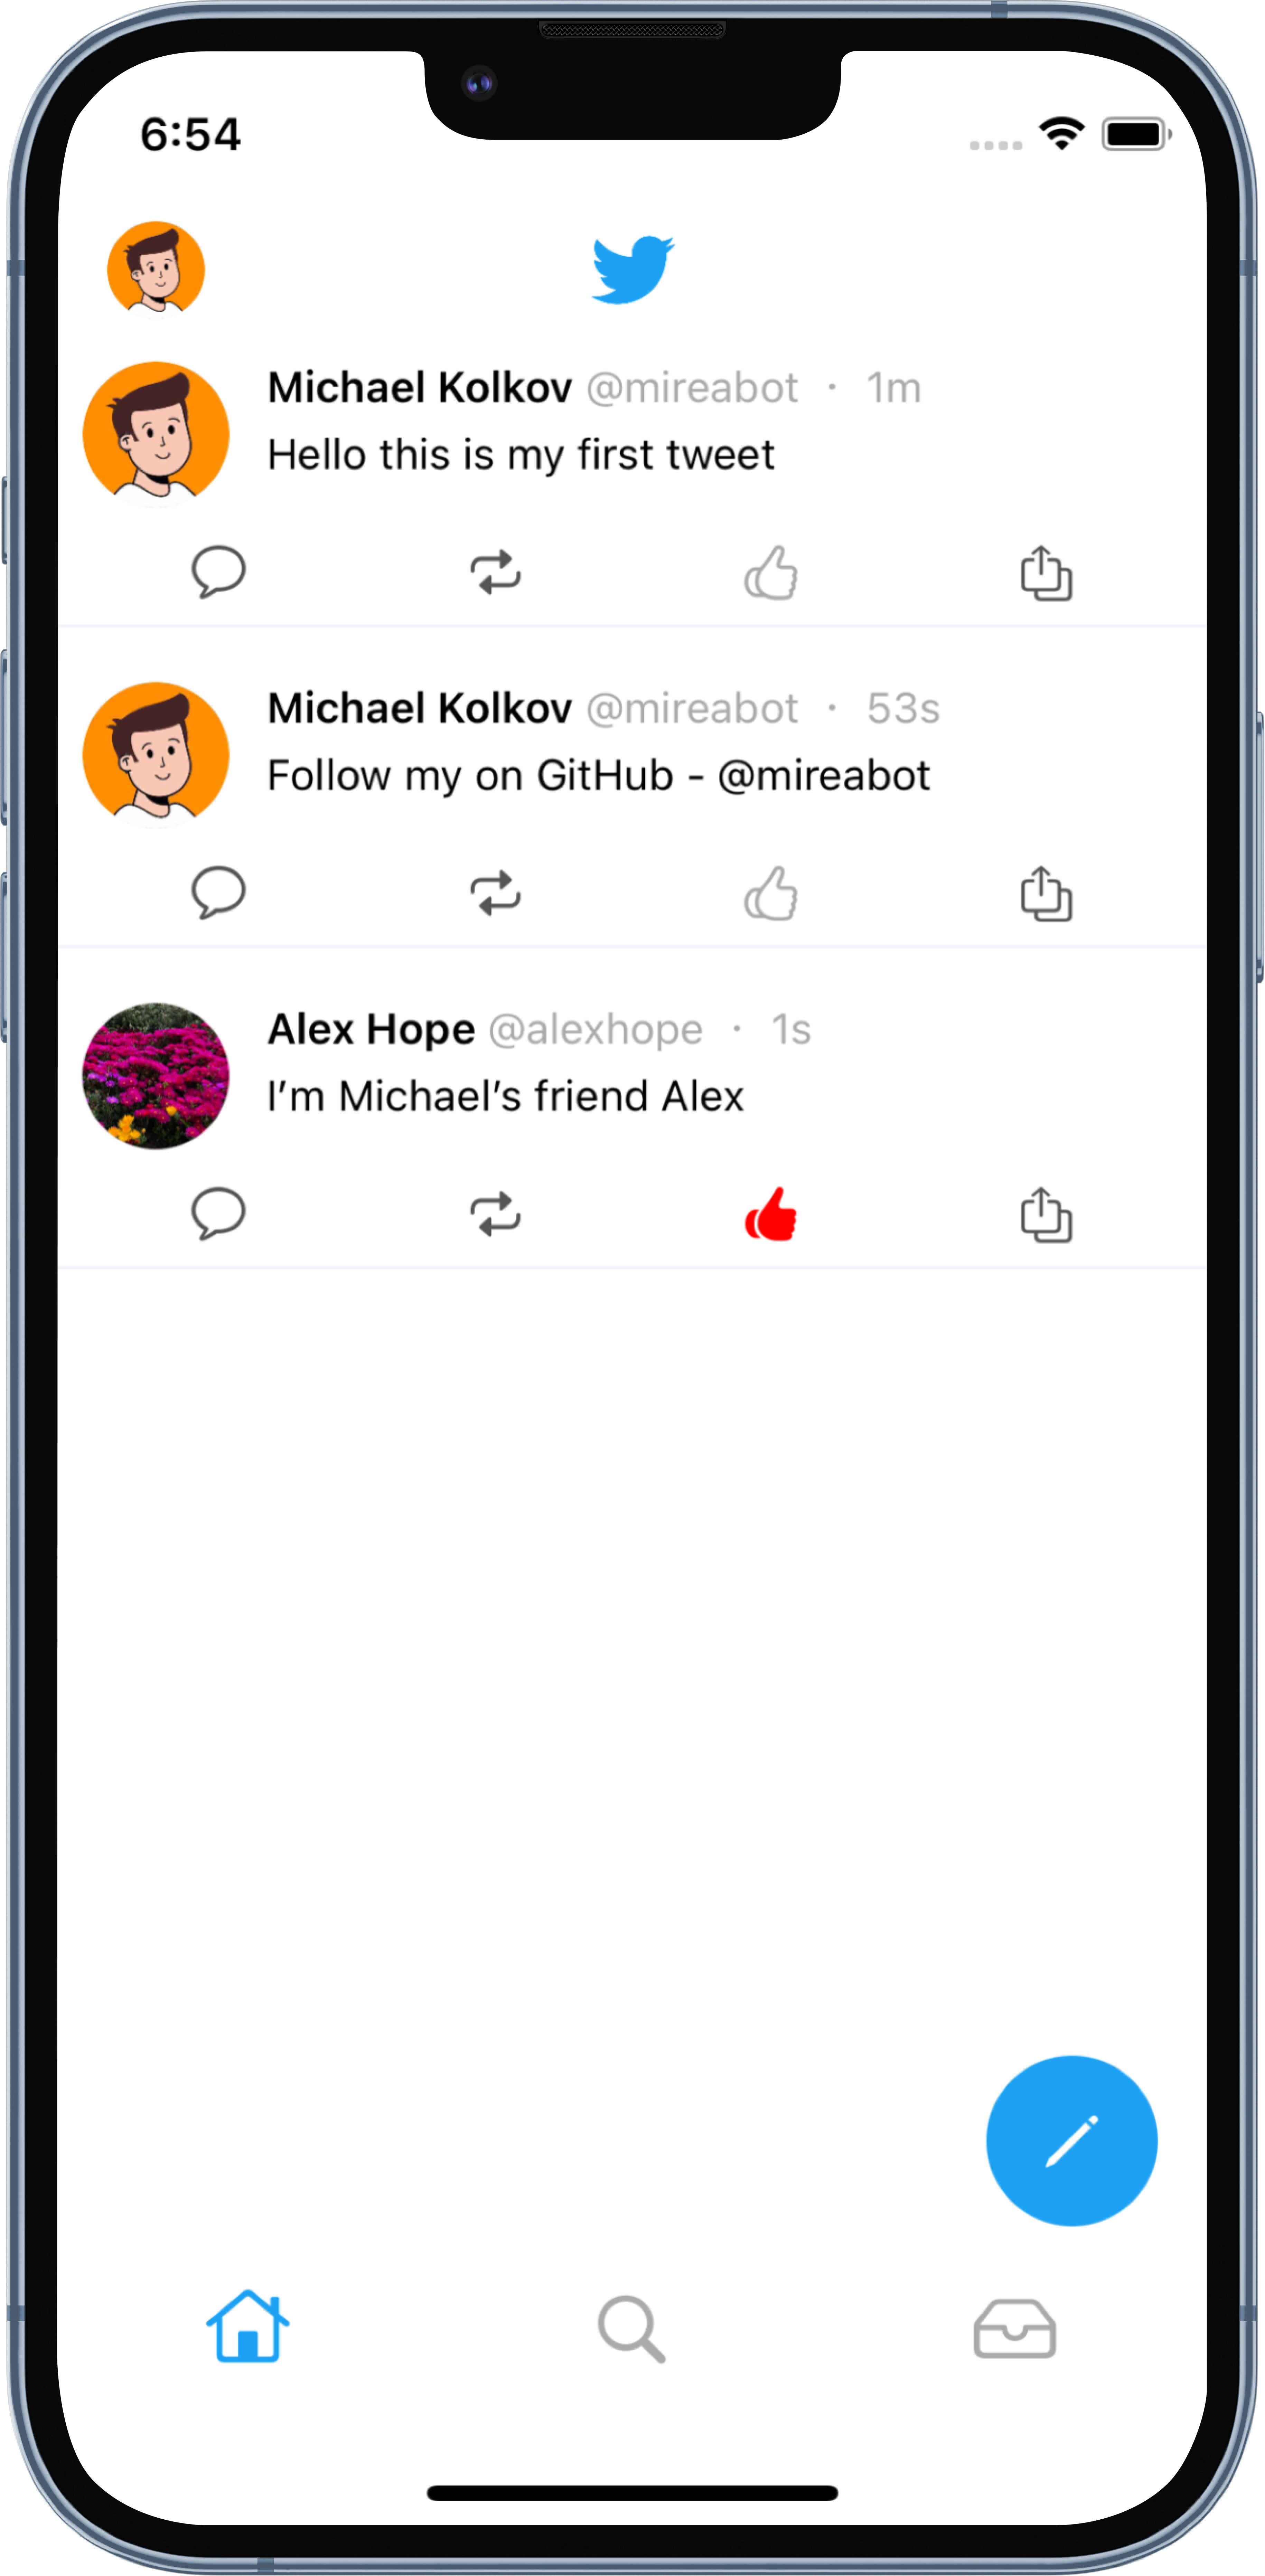 6:54
Michael Kolkov @mireabot · 1m
Hello this is my first tweet
Michael Kolkov @mireabot · 53s
Follow my on GitHub - @mireabot
Alex Hope @alexhope · 1s
I’m Michael’s friend Alex